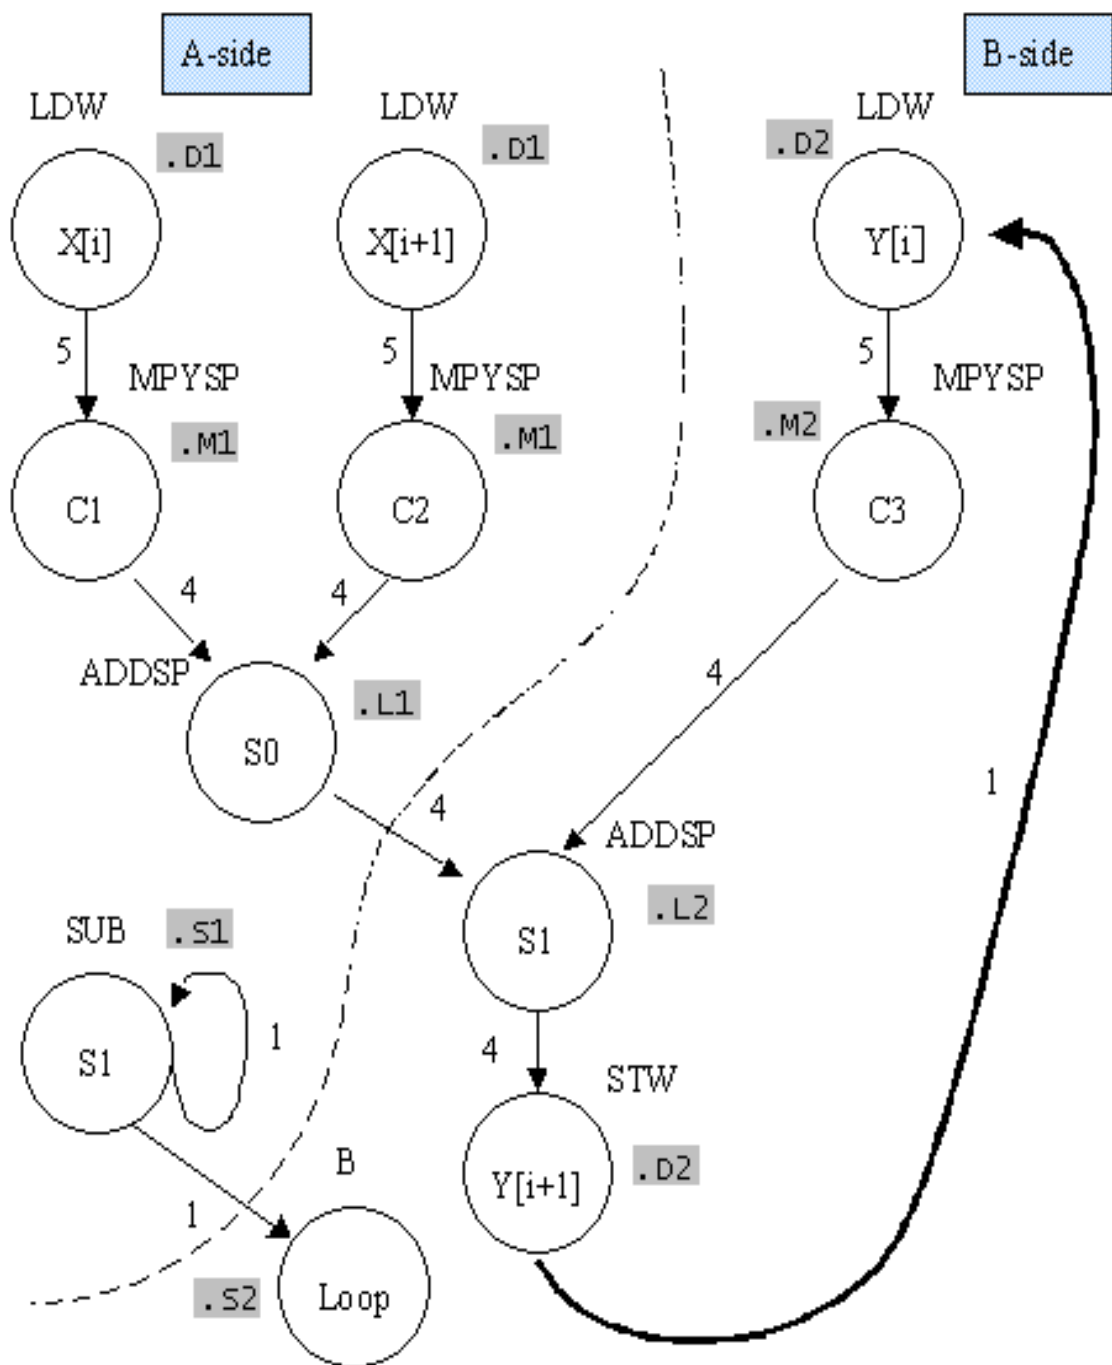 A-side
B-side
LDW
LDW
LDW
.D1
.D1
.D2
X[i]
X[i+1]
Y[i]
5
5
5
MPYSP
MPYSP
MPYSP
.M1
.M1
.M2
C1
C2
C3
4
4
4
ADDSP
.L1
S0
4
1
ADDSP
.L2
SUB
.S1
S1
S1
1
4
STW
B
Y[i+1]
.D2
1
.S2
Loop